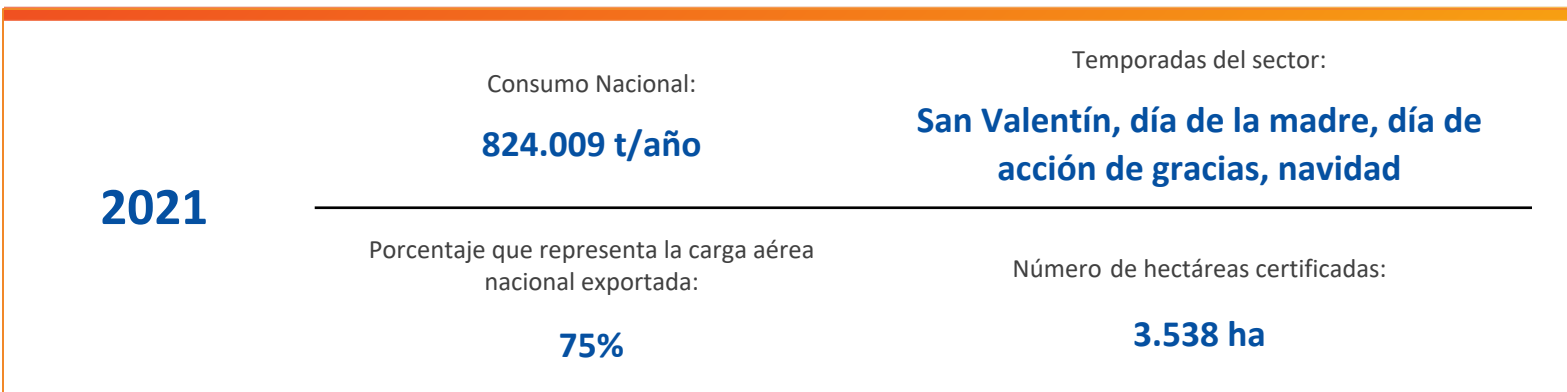 2021
Consumo Nacional:
824.009 t/año
Temporadas del sector:
San Valentín, día de la madre, día de
acción de gracias, navidad
Porcentaje que representa la carga aérea
nacional exportada:
75%
Número de hectáreas certificadas:
3.538 ha